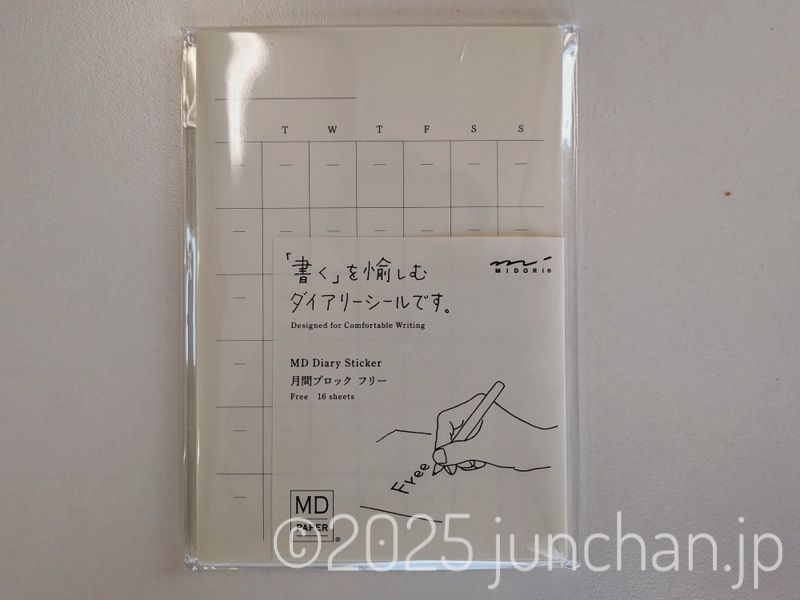 T W T F S S
「書く」を愉しむ
ダイアリーシールです。
Designed for Comfortable Writing
MIDORI®
MD Diary Sticker
月間ブロック フリー
Free 16 sheets
Free
MD
PAPER®
©2025 junchan.jp